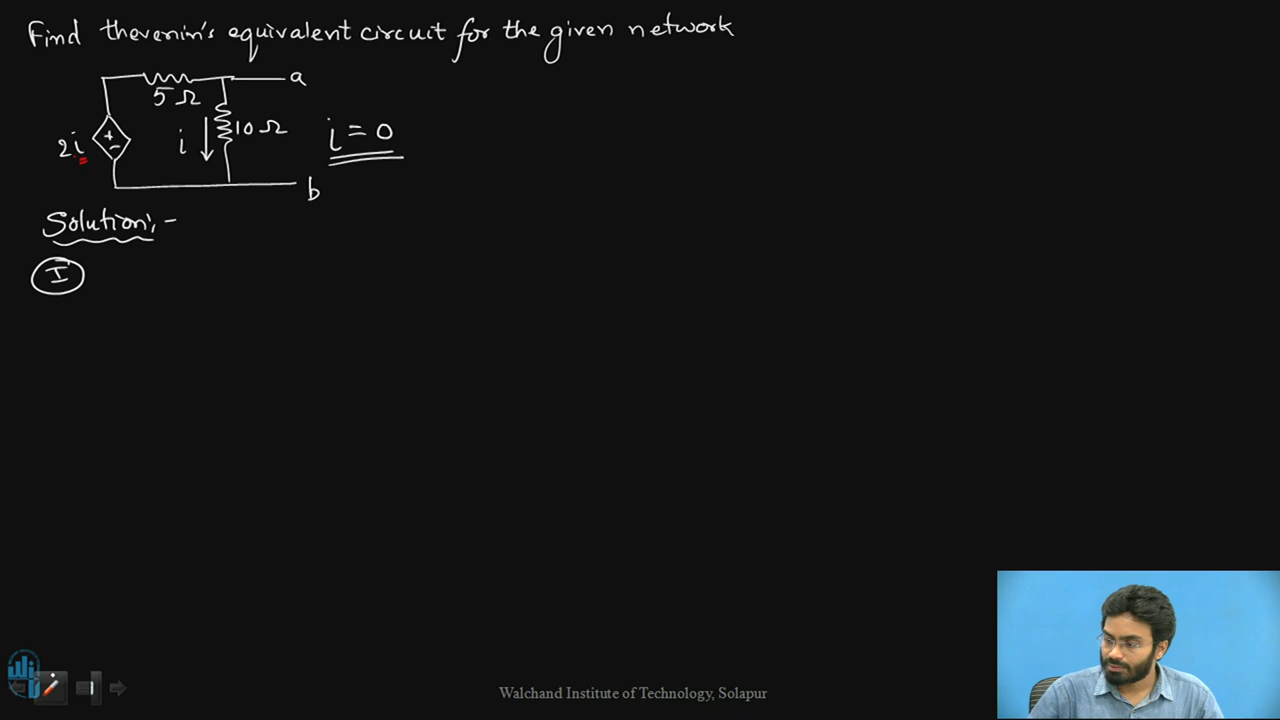 Find thevenin's equivalent circuit for the given network
5 Ω
a
10 Ω
2i
i
i = 0
b
Solution:-
I
Walchand Institute of Technology, Solapur